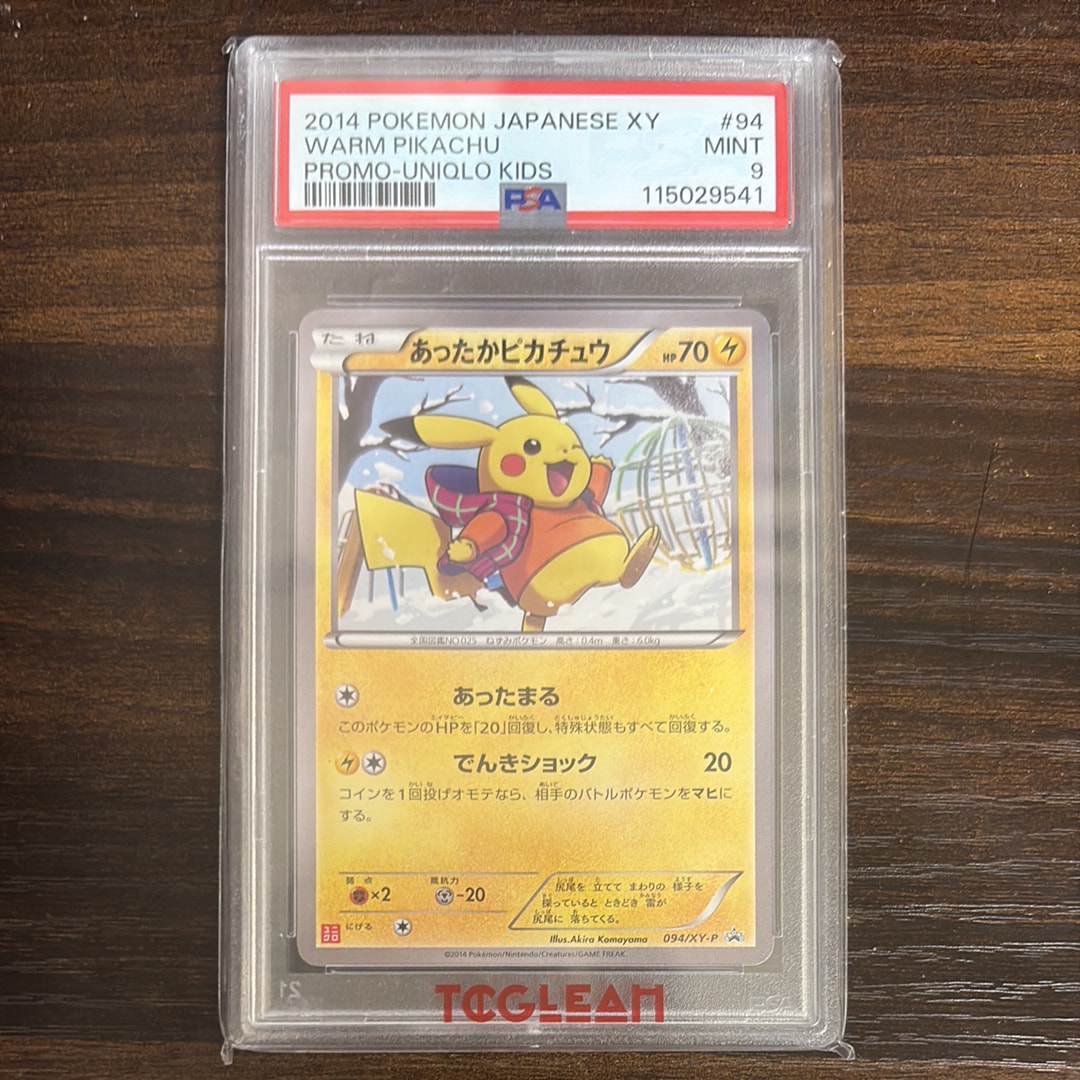 2014 POKEMON JAPANESE XY #94
WARM PIKACHU MINT
PROMO-UNIQLO KIDS 9
PSA 115029541
たね あったかピカチュウ HP70
全国図鑑NO.025 ねずみポケモン 高さ:0.4m 重さ:6.0kg
あったまる
このポケモンのHPを「20」回復し、特殊状態もすべて回復する。
でんきショック 20
コインを1回投げオモテなら、相手のバトルポケモンをマヒに
する。
弱点 抵抗力
×2 -20
にげる
尻尾を 立てて まわりの 様子を
探っていると ときどき 雷が
尻尾に 落ちてくる。
ユニクロ
Illus.Akira Komayama 094/XY-P
©2014 Pokémon/Nintendo/Creatures/GAME FREAK.
TCGLEAM